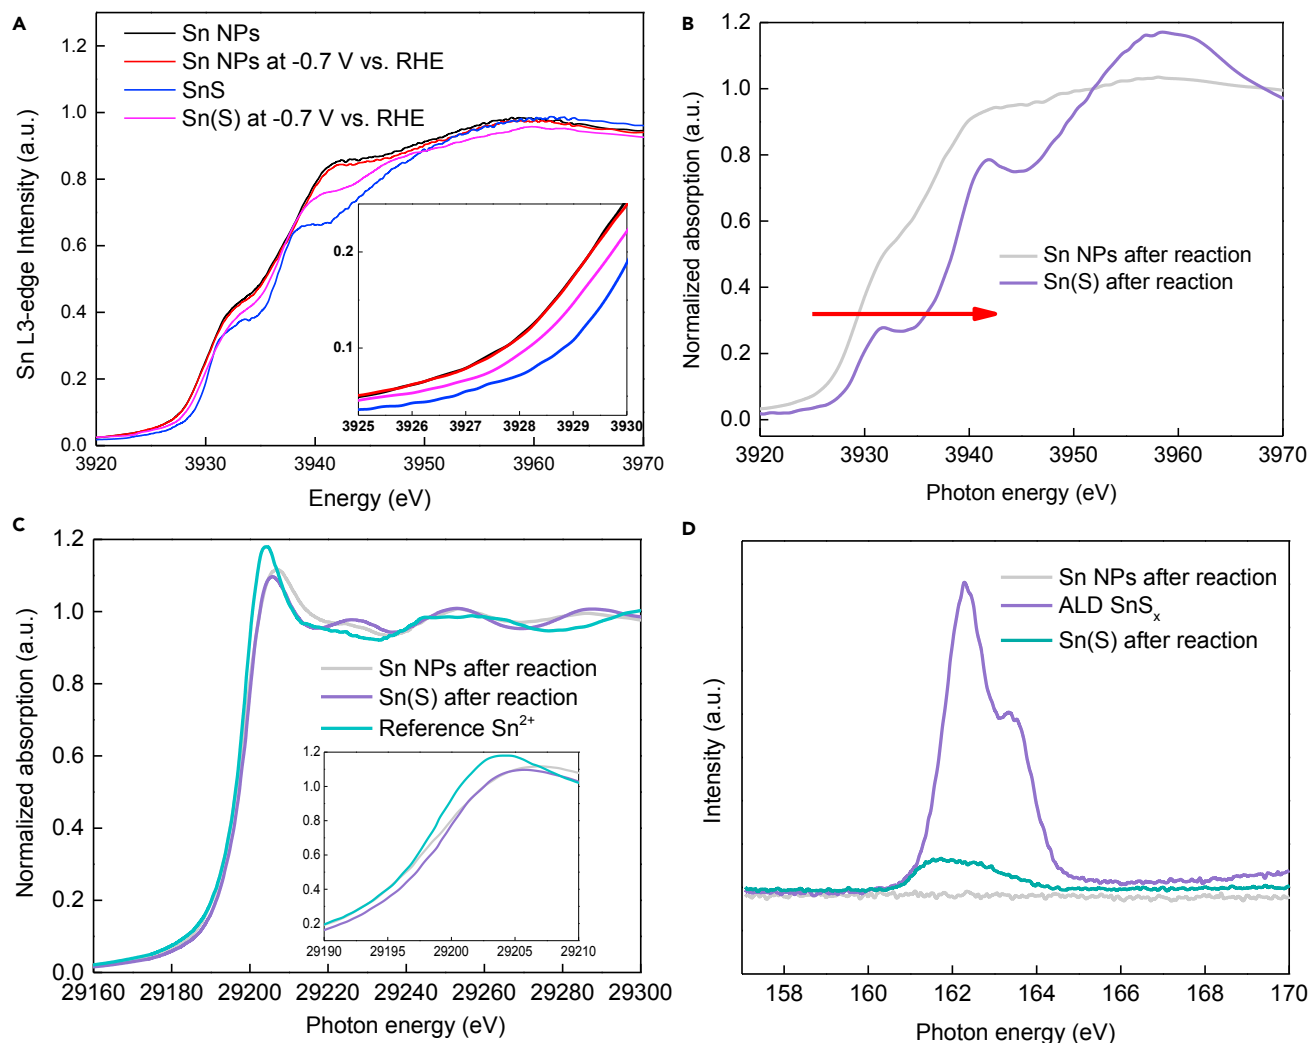 A
Sn NPs
Sn NPs at -0.7 V vs. RHE
SnS
Sn(S) at -0.7 V vs. RHE
Sn L3-edge Intensity (a.u.)
1.2
1.0
0.8
0.6
0.4
0.2
0.0
0.2
0.1
3925 3926 3927 3928 3929 3930
3920 3930 3940 3950 3960 3970
Energy (eV)
B
Normalized absorption (a.u.)
1.2
1.0
0.8
0.6
0.4
0.2
0.0
Sn NPs after reaction
Sn(S) after reaction
3920 3930 3940 3950 3960 3970
Photon energy (eV)
C
Normalized absorption (a.u.)
1.2
1.0
0.8
0.6
0.4
0.2
0.0
Sn NPs after reaction
Sn(S) after reaction
Reference Sn2+
1.2
1.0
0.8
0.6
0.4
0.2
29190 29195 29200 29205 29210
29160 29180 29200 29220 29240 29260 29280 29300
Photon energy (eV)
D
Intensity (a.u.)
Sn NPs after reaction
ALD SnSx
Sn(S) after reaction
158 160 162 164 166 168 170
Photon energy (eV)